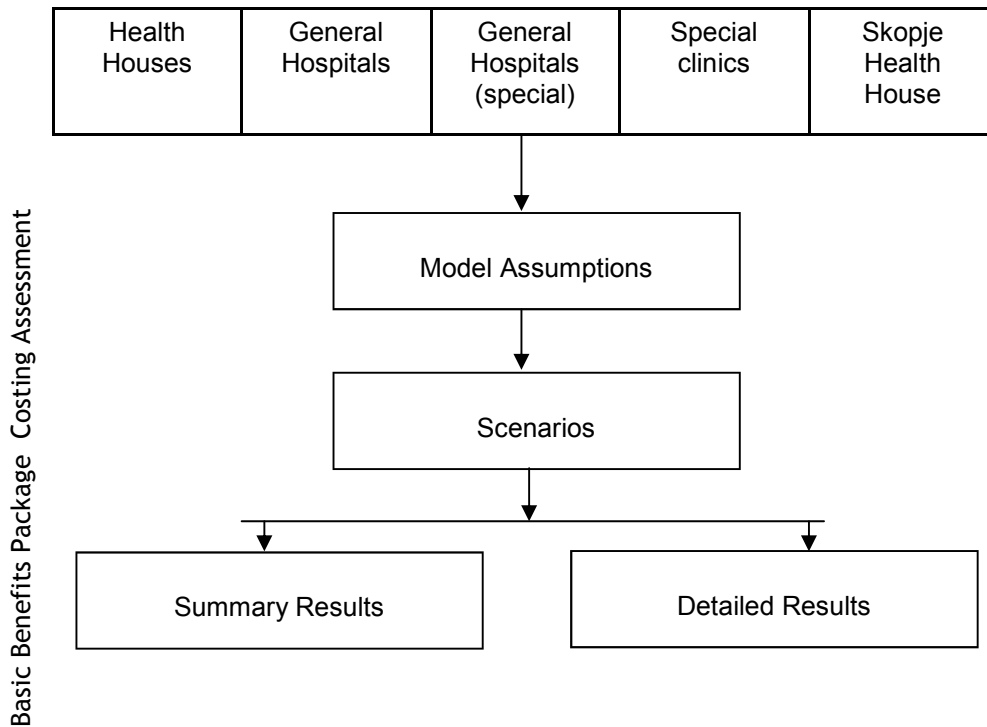 Health
Houses
General
Hospitals
General
Hospitals
(special)
Special
clinics
Skopje
Health
House
Basic Benefits Package Costing Assessment
Model Assumptions
Scenarios
Summary Results
Detailed Results